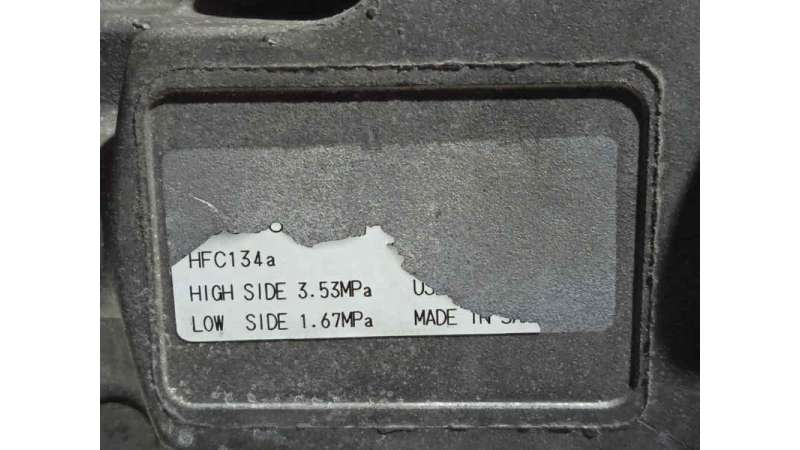 HFC134a
HIGH SIDE 3.53MPa
LOW SIDE 1.67MPa MADE IN